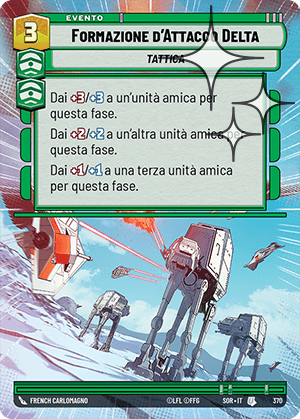 EVENTO
3
FORMAZIONE D'ATTACCO DELTA
TATTICA
Dai +3/+3 a un'unità amica per
questa fase.
Dai +2/+2 a un'altra unità amica per
questa fase.
Dai +1/+1 a una terza unità amica
per questa fase.
FRENCH CARLOMAGNO
©LFL ©FFG
SOR • IT
370